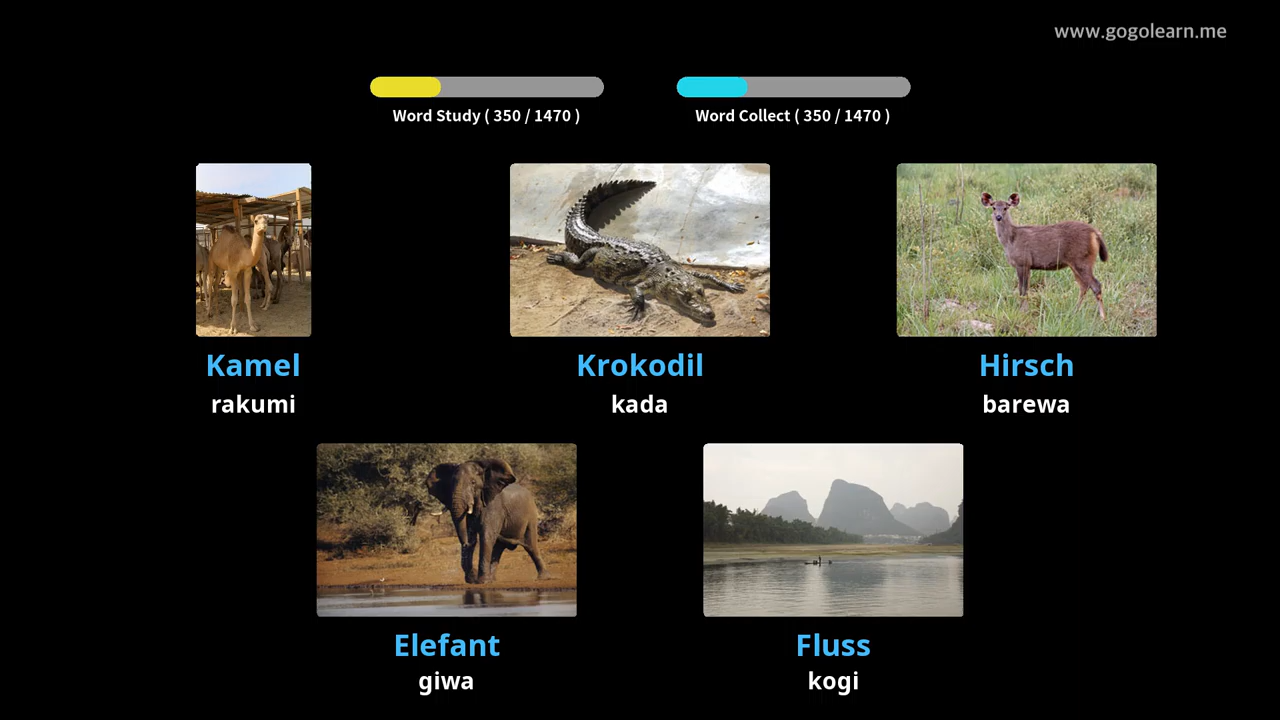 www.gogolearn.me
Word Study ( 350 / 1470 )
Word Collect ( 350 / 1470 )
Kamel
rakumi
Krokodil
kada
Hirsch
barewa
Elefant
giwa
Fluss
kogi